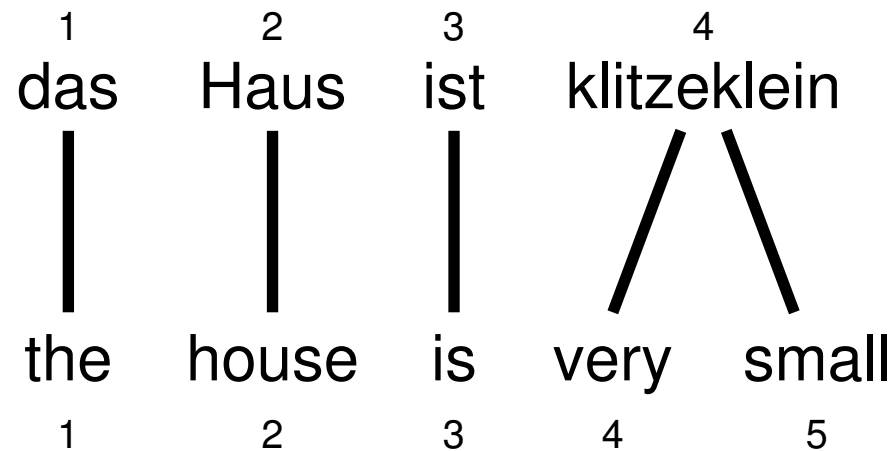 1 2 3 4
das Haus ist klitzeklein
the house is very small
1 2 3 4 5